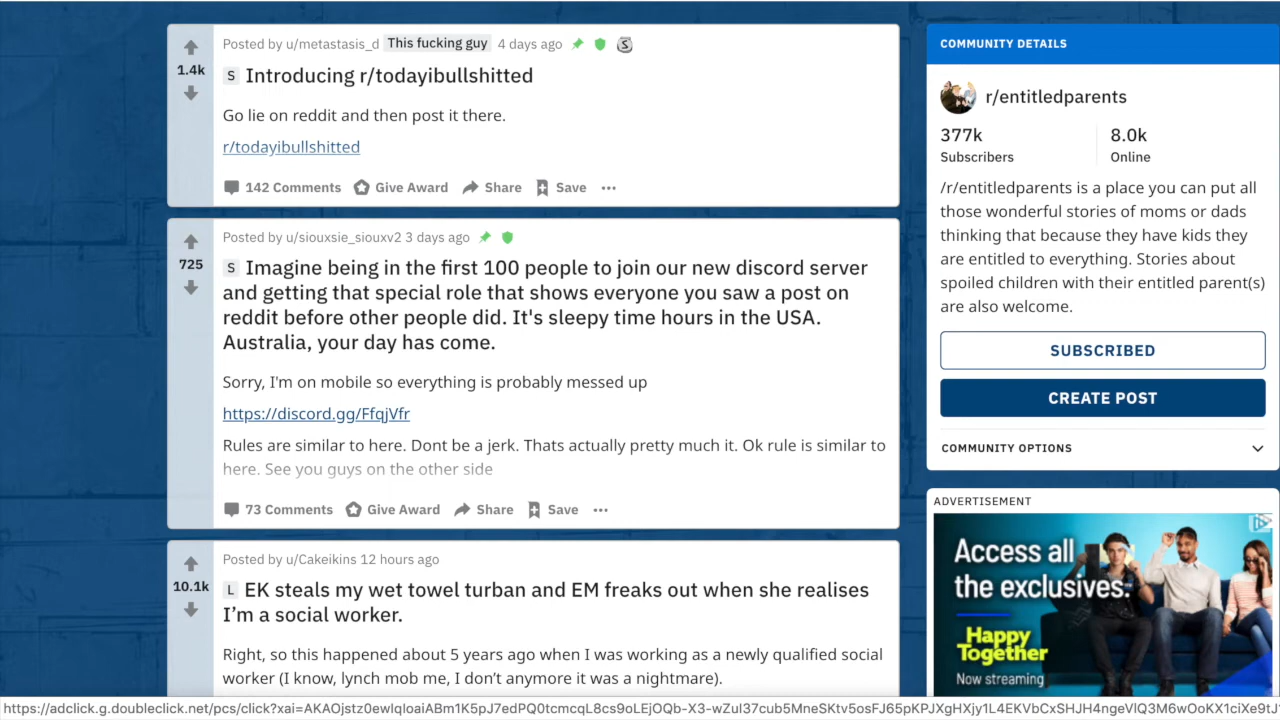 Posted by u/metastasis_d This fucking guy 4 days ago
1.4k
S Introducing r/todayibullshitted
Go lie on reddit and then post it there.
r/todayibullshitted
142 Comments Give Award Share Save
Posted by u/siouxsie_siouxv2 3 days ago
725
S Imagine being in the first 100 people to join our new discord server
and getting that special role that shows everyone you saw a post on
reddit before other people did. It's sleepy time hours in the USA.
Australia, your day has come.
Sorry, I'm on mobile so everything is probably messed up
https://discord.gg/FfqjVfr
Rules are similar to here. Dont be a jerk. Thats actually pretty much it. Ok rule is similar to
here. See you guys on the other side
73 Comments Give Award Share Save
Posted by u/Cakeikins 12 hours ago
10.1k
L EK steals my wet towel turban and EM freaks out when she realises
I’m a social worker.
Right, so this happened about 5 years ago when I was working as a newly qualified social
worker (I know, lynch mob me, I don’t anymore it was a nightmare).
COMMUNITY DETAILS
r/entitledparents
377k 8.0k
Subscribers Online
/r/entitledparents is a place you can put all
those wonderful stories of moms or dads
thinking that because they have kids they
are entitled to everything. Stories about
spoiled children with their entitled parent(s)
are also welcome.
SUBSCRIBED
CREATE POST
COMMUNITY OPTIONS
ADVERTISEMENT
Access all
the exclusives.
Happy
Together
Now streaming